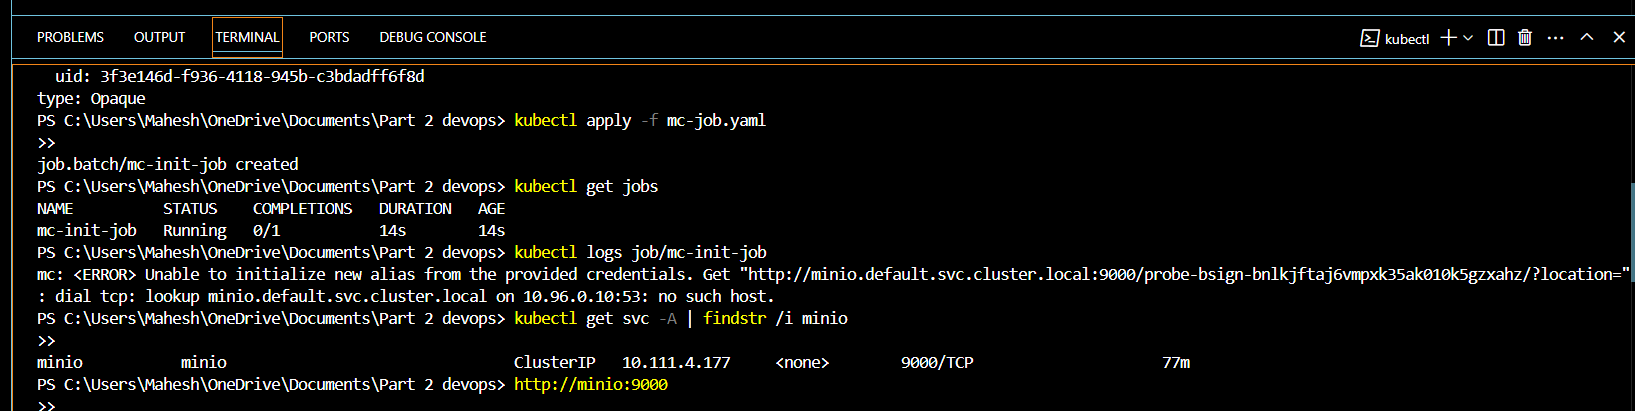 PROBLEMS OUTPUT TERMINAL PORTS DEBUG CONSOLE kubectl
uid: 3f3e146d-f936-4118-945b-c3bdadff6f8d
type: Opaque
PS C:\Users\Mahesh\OneDrive\Documents\Part 2 devops> kubectl apply -f mc-job.yaml
>>
job.batch/mc-init-job created
PS C:\Users\Mahesh\OneDrive\Documents\Part 2 devops> kubectl get jobs
NAME STATUS COMPLETIONS DURATION AGE
mc-init-job Running 0/1 14s 14s
PS C:\Users\Mahesh\OneDrive\Documents\Part 2 devops> kubectl logs job/mc-init-job
mc: <ERROR> Unable to initialize new alias from the provided credentials. Get "http://minio.default.svc.cluster.local:9000/probe-bsign-bnlkjftaj6vmpxk35ak010k5gzxahz/?location="
: dial tcp: lookup minio.default.svc.cluster.local on 10.96.0.10:53: no such host.
PS C:\Users\Mahesh\OneDrive\Documents\Part 2 devops> kubectl get svc -A | findstr /i minio
>>
minio minio ClusterIP 10.111.4.177 <none> 9000/TCP 77m
PS C:\Users\Mahesh\OneDrive\Documents\Part 2 devops> http://minio:9000
>>